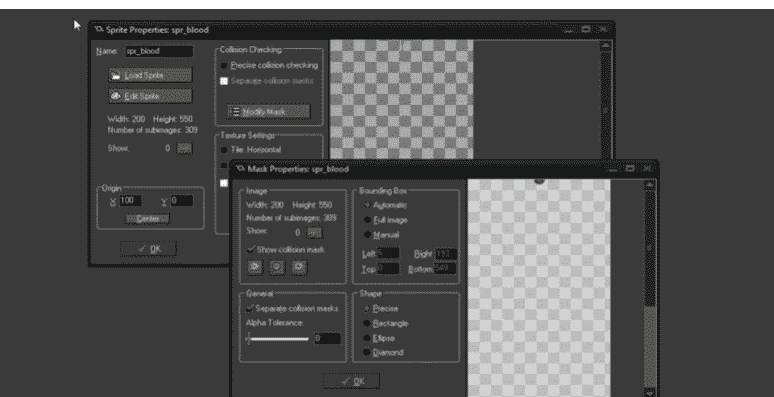 Sprite Properties: spr_blood
Name: spr_blood
Load Sprite
Edit Sprite
Width: 200 Height: 550
Number of subimages: 309
Show: 0
Origin
X 100 Y 0
Center
OK
Collision Checking
Precise collision checking
Separate collision masks
Modify Mask
Texture Settings
Tile: Horizontal
Mask Properties: spr_blood
Image
Width: 200 Height: 550
Number of subimages: 309
Show: 0
Show collision mask
General
Separate collision masks
Alpha Tolerance:
0
Bounding Box
Automatic
Full image
Manual
Left 6 Right 193
Top 0 Bottom 549
Shape
Precise
Rectangle
Ellipse
Diamond
OK